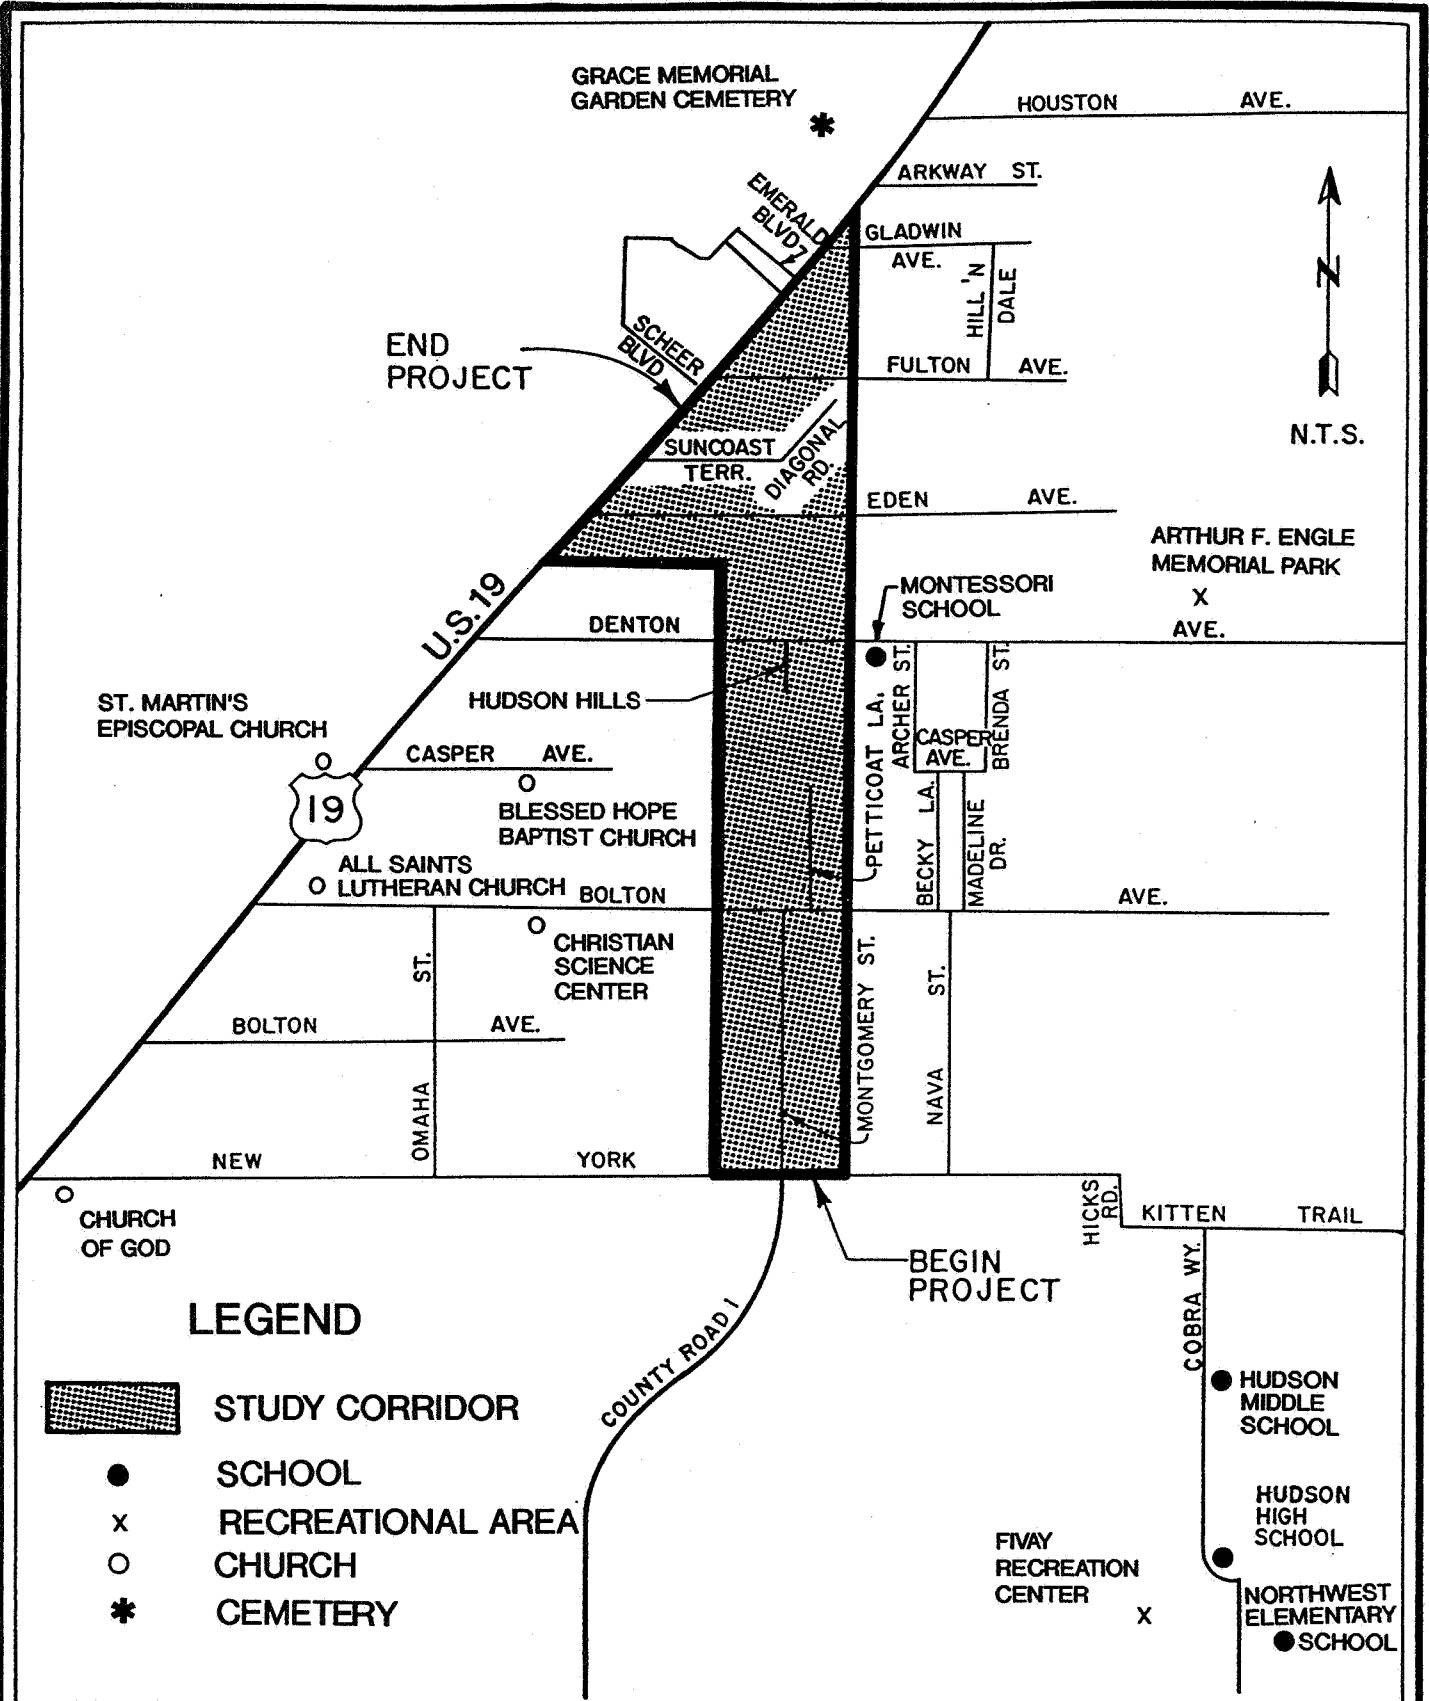 GRACE MEMORIAL
GARDEN CEMETERY
HOUSTON AVE.
ARKWAY ST.
EMERALD
BLVD
GLADWIN
AVE.
HILL 'N
DALE
N
N.T.S.
SCHEER
BLVD
END
PROJECT
FULTON AVE.
SUNCOAST
TERR.
DIAGONAL
RD.
EDEN AVE.
ARTHUR F. ENGLE
MEMORIAL PARK
X
U.S. 19
MONTESSORI
SCHOOL
DENTON AVE.
HUDSON HILLS
ST. MARTIN'S
EPISCOPAL CHURCH
PETTICOAT LA.
ARCHER ST.
BRENDA ST.
CASPER
AVE.
CASPER AVE.
19
BLESSED HOPE
BAPTIST CHURCH
BECKY LA.
MADELINE
DR.
ALL SAINTS
LUTHERAN CHURCH
BOLTON AVE.
CHRISTIAN
SCIENCE
CENTER
OMAHA ST.
MONTGOMERY ST.
NAVA ST.
BOLTON AVE.
NEW YORK
HICKS
RD.
KITTEN TRAIL
CHURCH
OF GOD
COBRA WY.
BEGIN
PROJECT
COUNTY ROAD 1
LEGEND
STUDY CORRIDOR
SCHOOL
X RECREATIONAL AREA
CHURCH
CEMETERY
HUDSON
MIDDLE
SCHOOL
HUDSON
HIGH
SCHOOL
FIVAY
RECREATION
CENTER
X
NORTHWEST
ELEMENTARY
SCHOOL